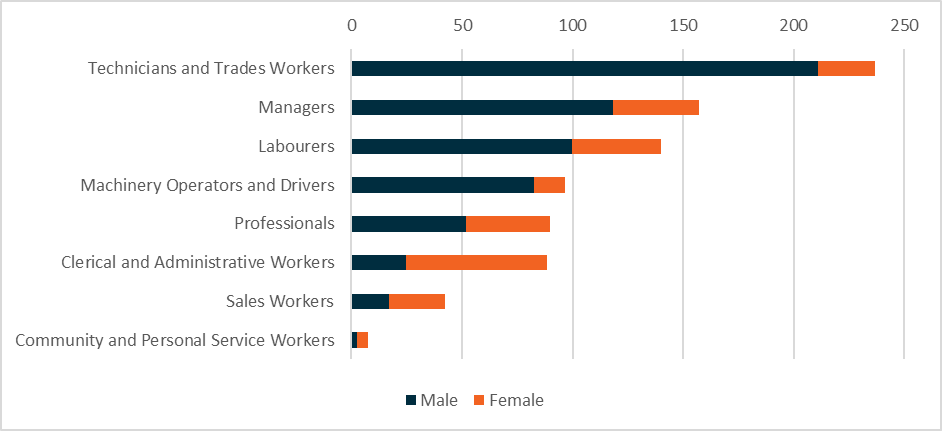 0 50 100 150 200 250
Technicians and Trades Workers
Managers
Labourers
Machinery Operators and Drivers
Professionals
Clerical and Administrative Workers
Sales Workers
Community and Personal Service Workers
Male Female